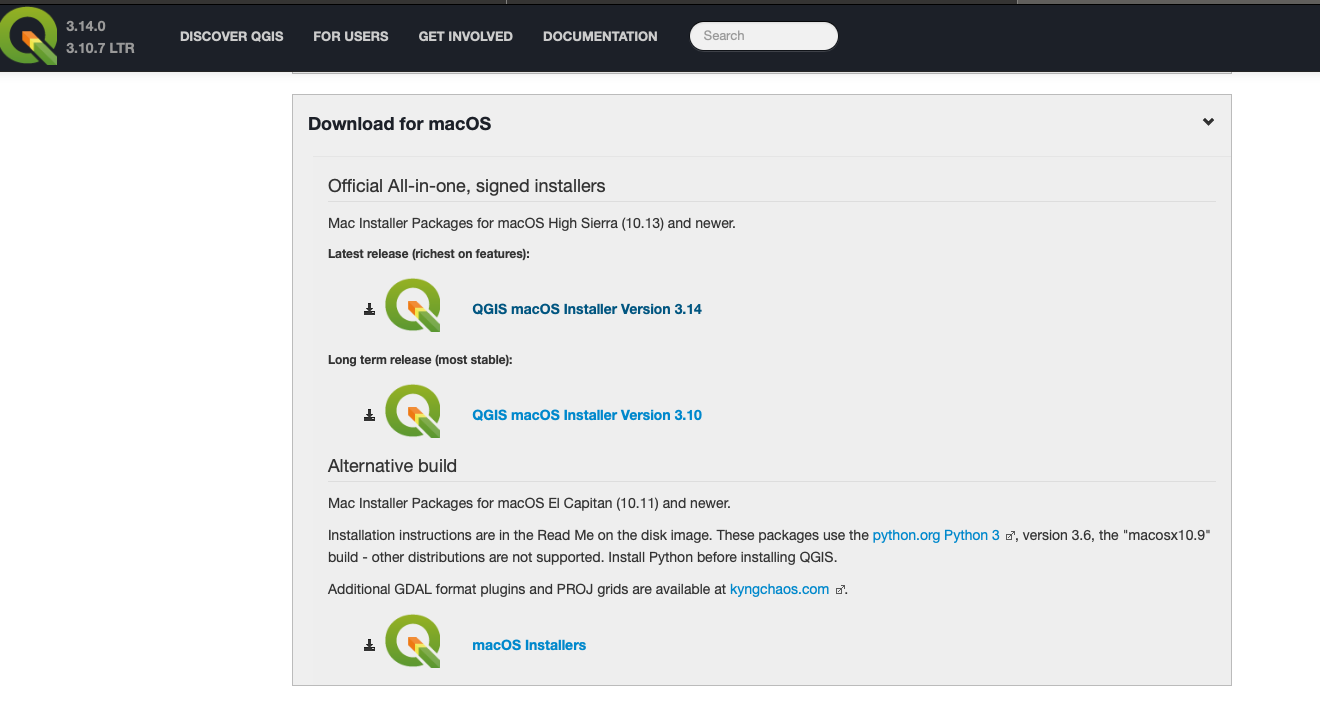 3.14.0
3.10.7 LTR
DISCOVER QGIS FOR USERS GET INVOLVED DOCUMENTATION Search
Download for macOS
Official All-in-one, signed installers
Mac Installer Packages for macOS High Sierra (10.13) and newer.
Latest release (richest on features):
QGIS macOS Installer Version 3.14
Long term release (most stable):
QGIS macOS Installer Version 3.10
Alternative build
Mac Installer Packages for macOS El Capitan (10.11) and newer.
Installation instructions are in the Read Me on the disk image. These packages use the python.org Python 3 , version 3.6, the "macosx10.9"
build - other distributions are not supported. Install Python before installing QGIS.
Additional GDAL format plugins and PROJ grids are available at kyngchaos.com .
macOS Installers